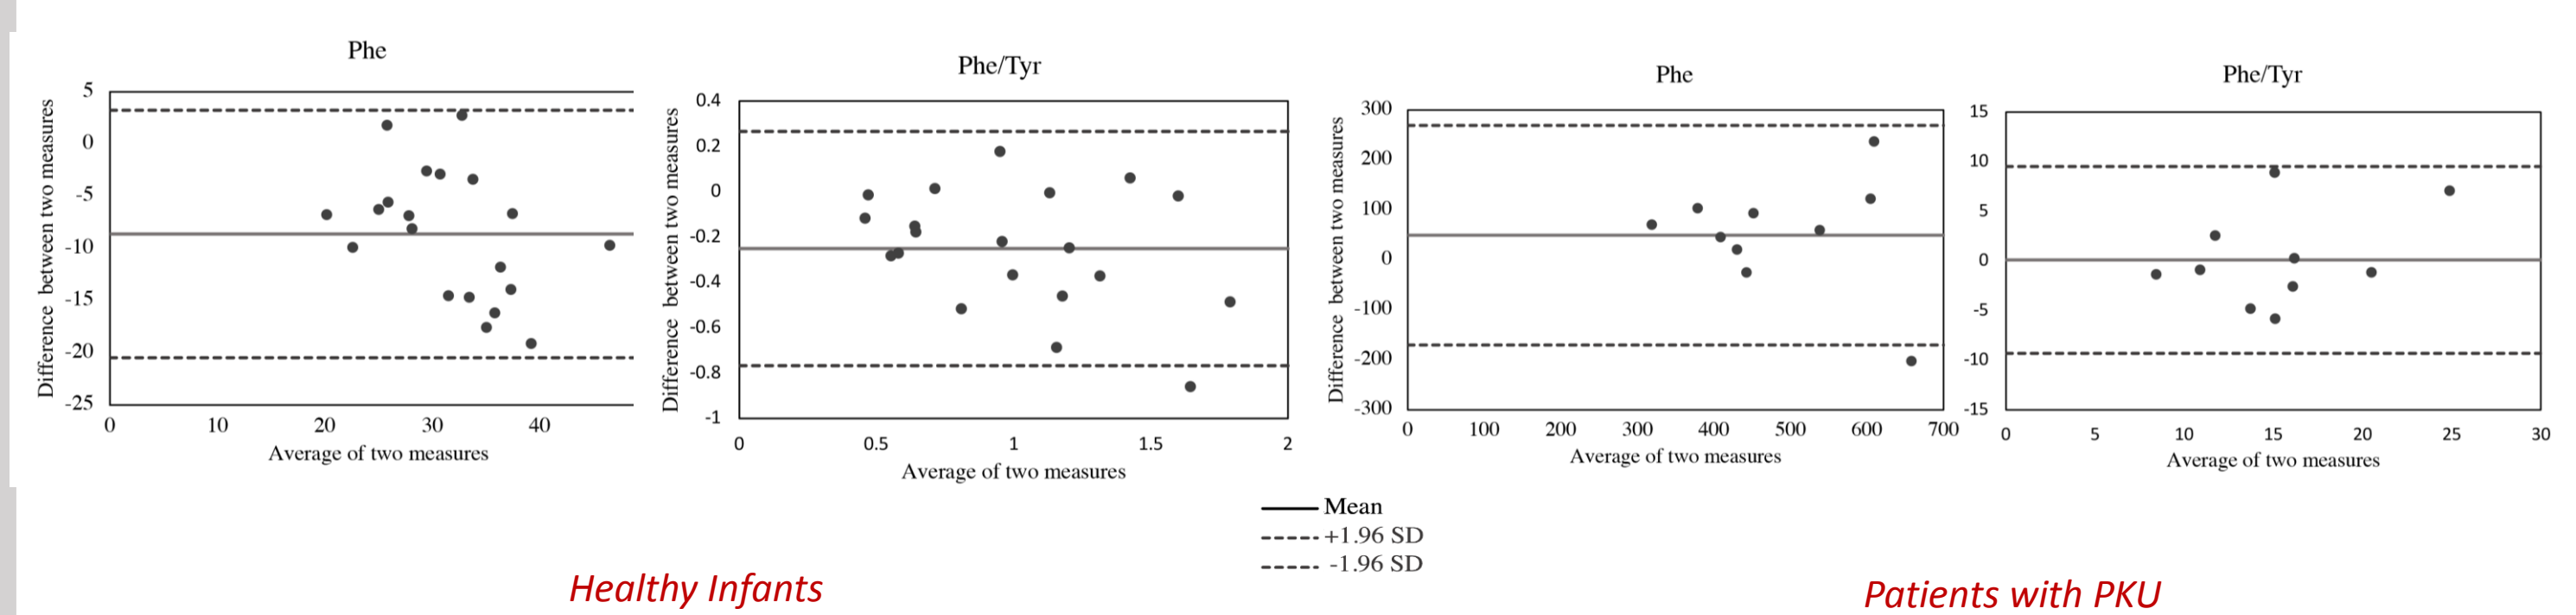 Phe
Difference between two measures
5
0
-5
-10
-15
-20
-25
0 10 20 30 40
Average of two measures
Phe/Tyr
Difference between two measures
0.4
0.2
0
-0.2
-0.4
-0.6
-0.8
-1
0 0.5 1 1.5 2
Average of two measures
Phe
Difference between two measures
300
200
100
0
-100
-200
-300
0 100 200 300 400 500 600 700
Average of two measures
Phe/Tyr
15
10
5
0
-5
-10
-15
0 5 10 15 20 25 30
Average of two measures
Mean
+1.96 SD
-1.96 SD
Healthy Infants
Patients with PKU